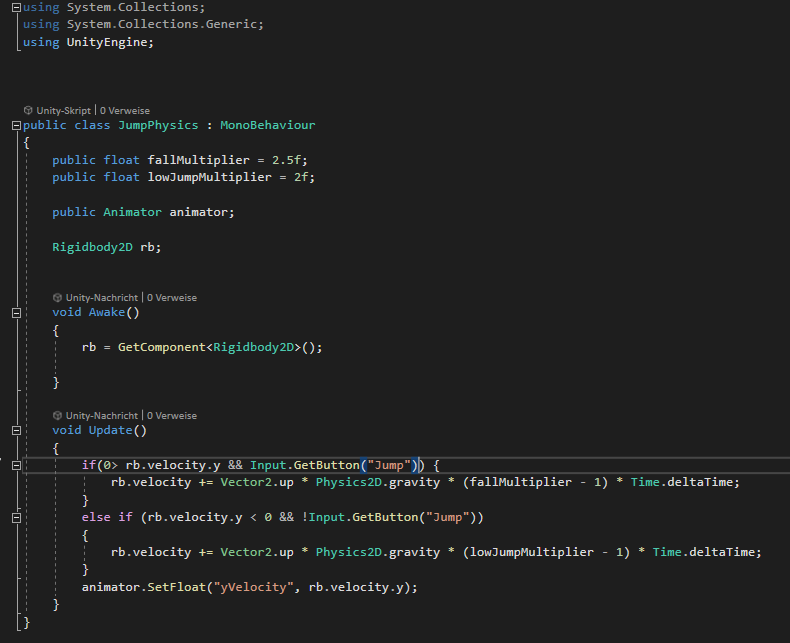 using System.Collections;
using System.Collections.Generic;
using UnityEngine;
Unity-Skript | 0 Verweise
public class JumpPhysics : MonoBehaviour
{
public float fallMultiplier = 2.5f;
public float lowJumpMultiplier = 2f;
public Animator animator;
Rigidbody2D rb;
Unity-Nachricht | 0 Verweise
void Awake()
{
rb = GetComponent<Rigidbody2D>();
}
Unity-Nachricht | 0 Verweise
void Update()
{
if(0> rb.velocity.y && Input.GetButton("Jump")) {
rb.velocity += Vector2.up * Physics2D.gravity * (fallMultiplier - 1) * Time.deltaTime;
}
else if (rb.velocity.y < 0 && !Input.GetButton("Jump"))
{
rb.velocity += Vector2.up * Physics2D.gravity * (lowJumpMultiplier - 1) * Time.deltaTime;
}
animator.SetFloat("yVelocity", rb.velocity.y);
}
}